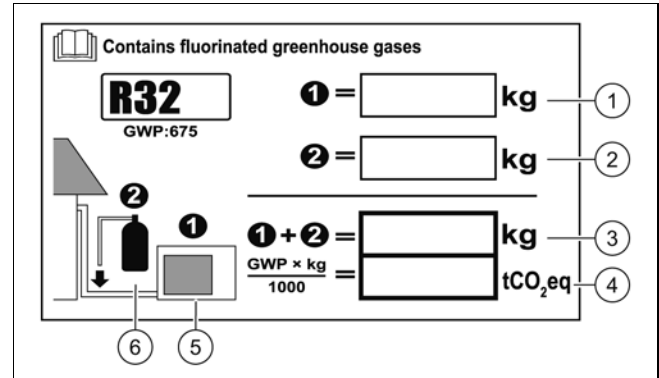 Contains fluorinated greenhouse gases
R32
GWP:675
❶= kg ①
❷= kg ②
❷
❶
❶+❷= kg ③
GWP × kg
1000
= tCO₂eq ④
⑥ ⑤